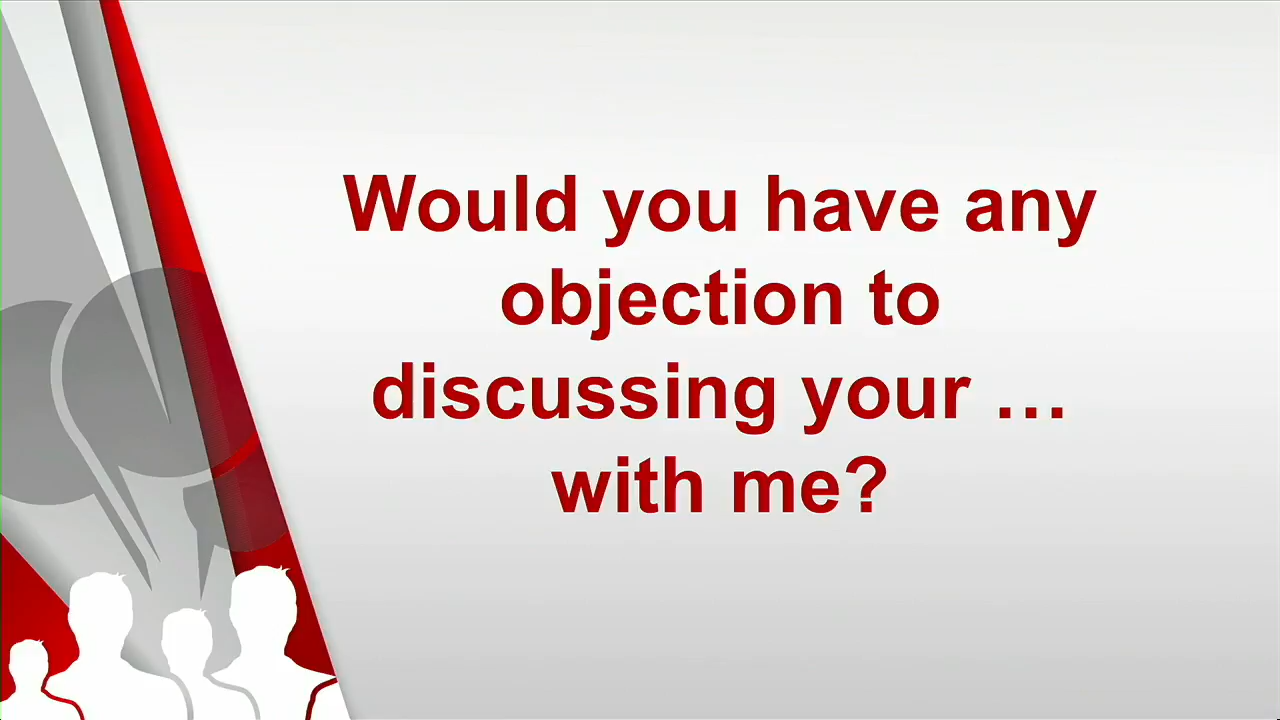 Would you have any
objection to
discussing your …
with me?